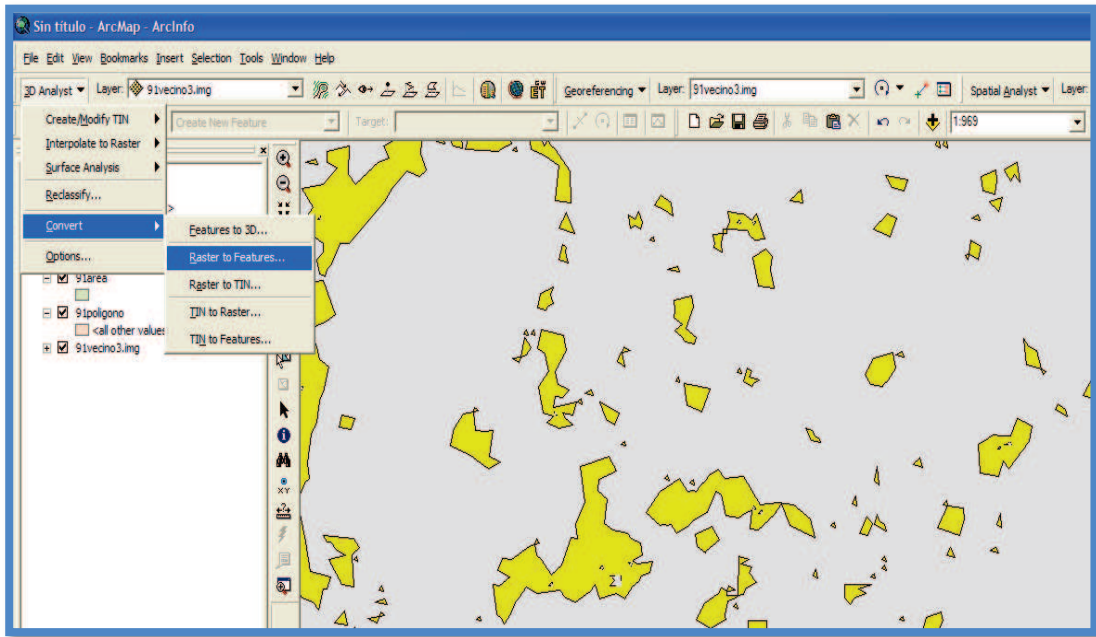 Sin título - ArcMap - ArcInfo
File Edit View Bookmarks Insert Selection Tools Window Help
3D Analyst Layer: 91vecino3.img Georeferencing Layer: 91vecino3.img Spatial Analyst Layer:
Create/Modify TIN Create New Feature Target: 1:969
Interpolate to Raster
Surface Analysis
Reclassify...
Convert
Options...
Features to 3D...
Raster to Features...
Raster to TIN...
TIN to Raster...
TIN to Features...
91area
91poligono
<all other values
91vecino3.img